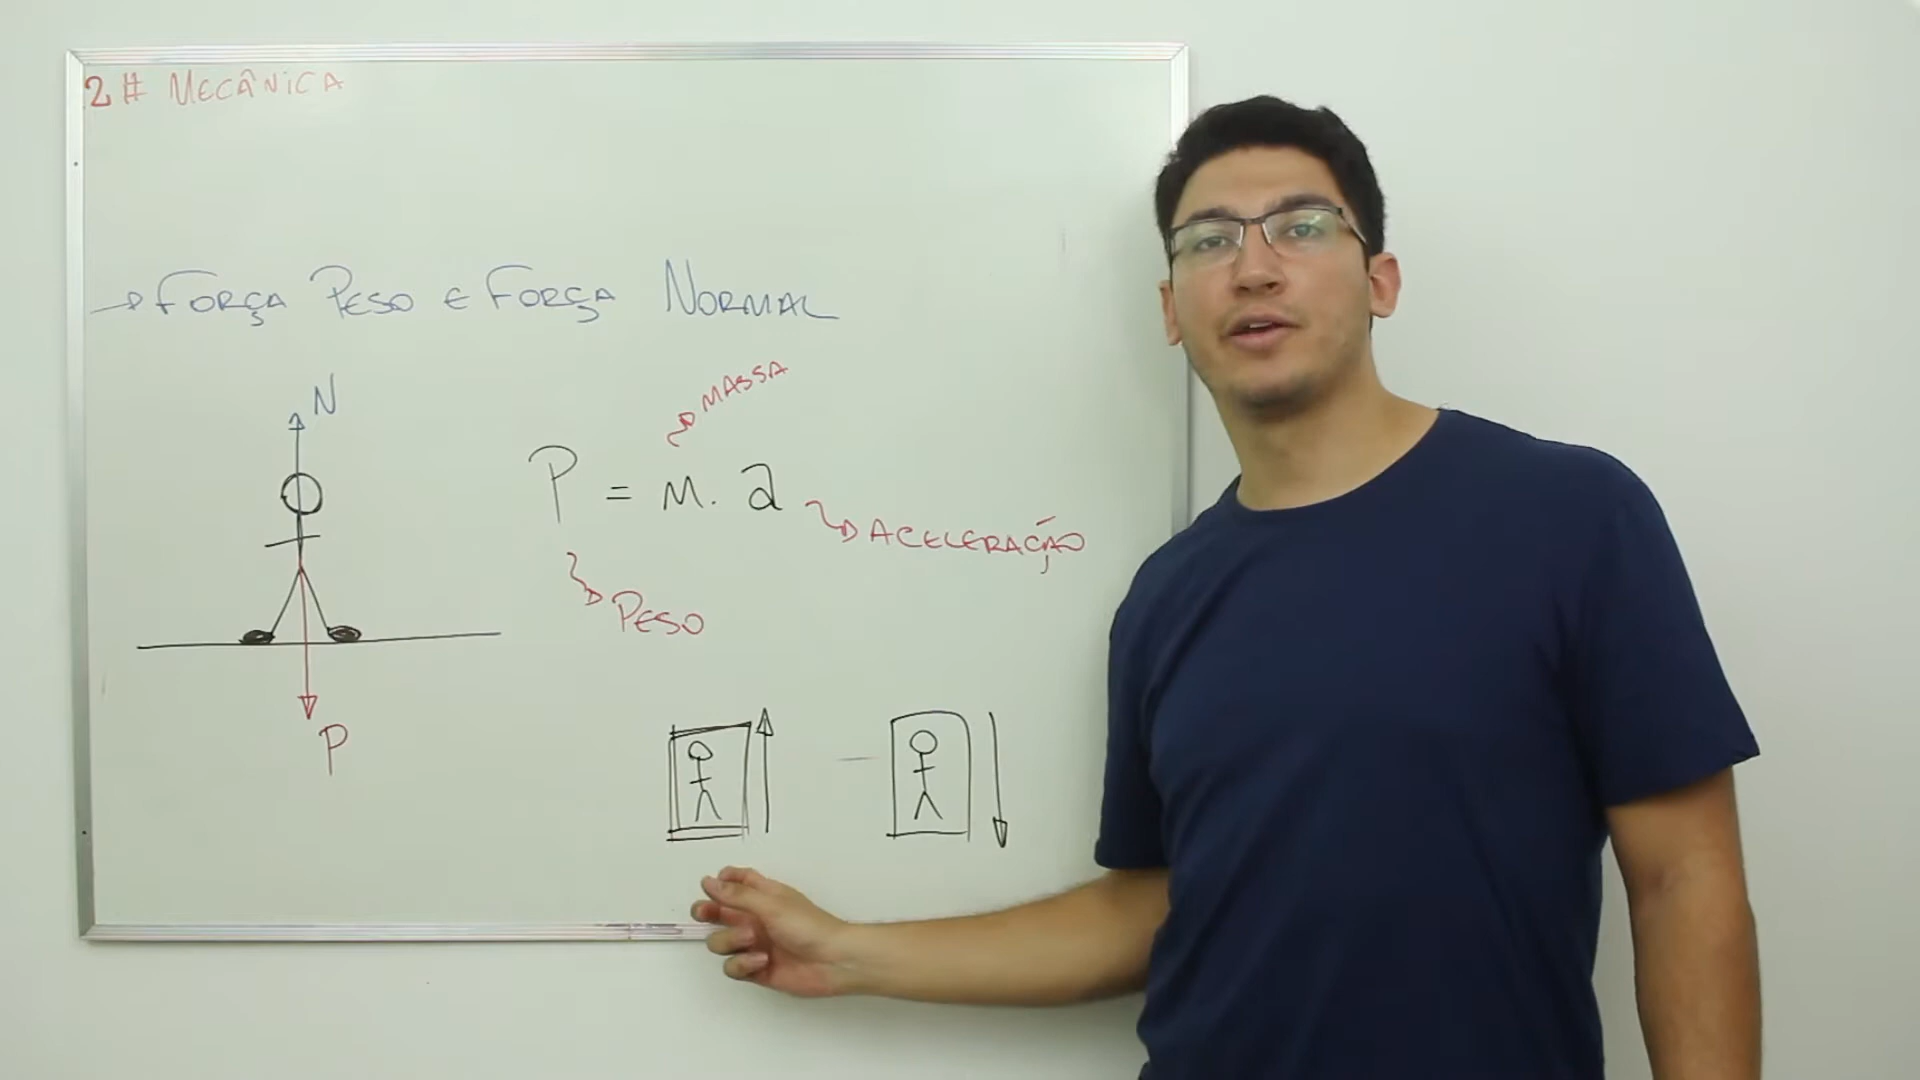 2# MECÂNICA
→ FORÇA PESO E FORÇA NORMAL
N
MASSA
P = M. a
ACELERAÇÃO
PESO
P